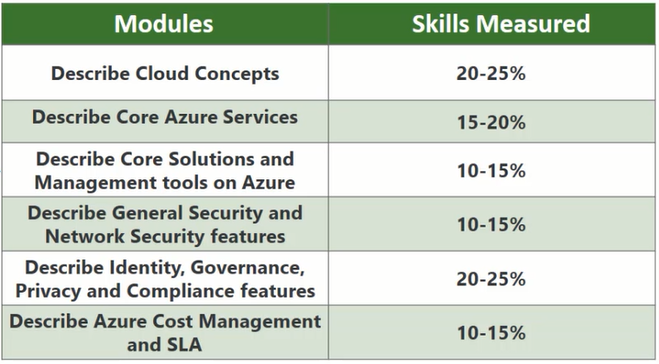 Modules
Skills Measured
Describe Cloud Concepts
20-25%
Describe Core Azure Services
15-20%
Describe Core Solutions and
Management tools on Azure
10-15%
Describe General Security and
Network Security features
10-15%
Describe Identity, Governance,
Privacy and Compliance features
20-25%
Describe Azure Cost Management
and SLA
10-15%